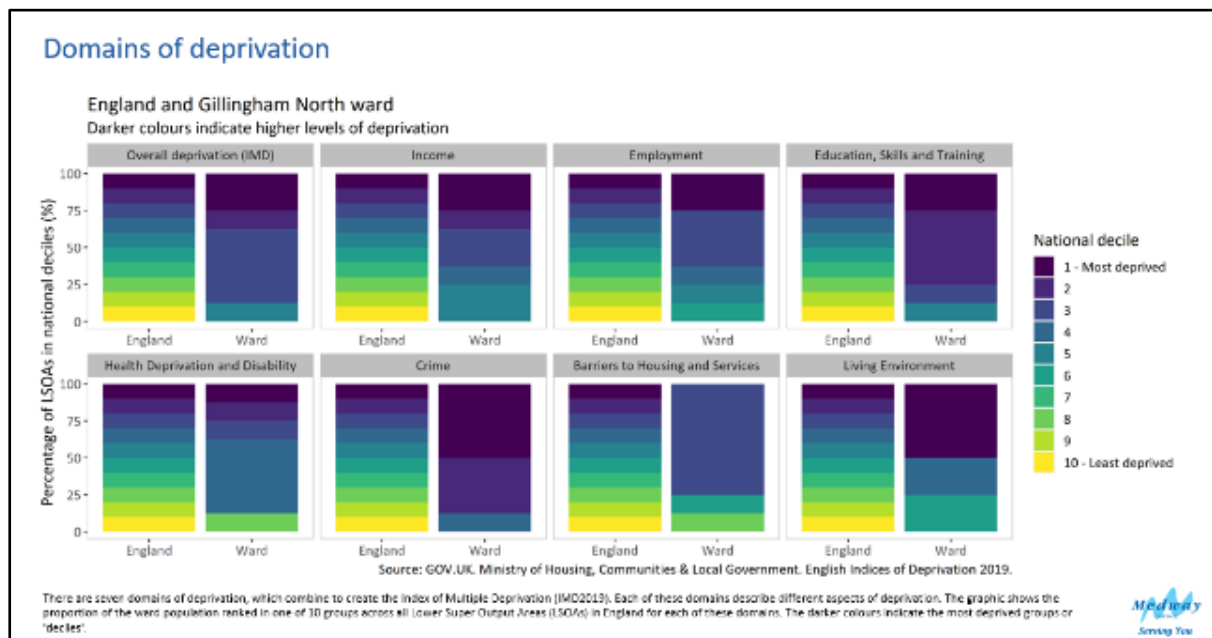 Domains of deprivation
England and Gillingham North ward
Darker colours indicate higher levels of deprivation
Overall deprivation (IMD) Income Employment Education, Skills and Training
Percentage of LSOAs in national deciles (%)
100
75
50
25
0
England Ward England Ward England Ward England Ward
Health Deprivation and Disability Crime Barriers to Housing and Services Living Environment
100
75
50
25
0
England Ward England Ward England Ward England Ward
National decile
1 - Most deprived
2
3
4
5
6
7
8
9
10 - Least deprived
Source: GOV.UK. Ministry of Housing, Communities & Local Government. English Indices of Deprivation 2019.
There are seven domains of deprivation, which combine to create the Index of Multiple Deprivation (IMD2019). Each of these domains describe different aspects of deprivation. The graphic shows the
proportion of the ward population ranked in one of 10 groups across all Lower Super Output Areas (LSOAs) in England for each of these domains. The darker colours indicate the most deprived groups or
'deciles'.
Medway
Serving You